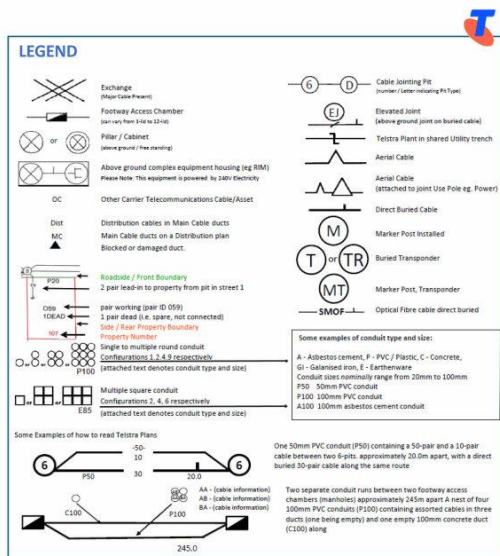 LEGEND
Exchange
(Major Cable Present)
Footway Access Chamber
(can vary from 1-lid to 12-lid)
or
Pillar / Cabinet
(above ground / free standing)
E
Above ground complex equipment housing (eg RIM)
Please Note: This equipment is powered by 240V Electricity
OC
Other Carrier Telecommunications Cable/Asset
Dist
Distribution cables in Main Cable ducts
MC
Main Cable ducts on a Distribution plan
Blocked or damaged duct.
P20
Roadside / Front Boundary
2 pair lead-in to property from pit in street 1
059
pair working (pair ID 059)
1DEAD
1 pair dead (i.e. spare, not connected)
Side / Rear Property Boundary
107
Property Number
Single to multiple round conduit
Configurations 1,2,4,9 respectively
(attached text denotes conduit type and size)
or or or
P100
Multiple square conduit
Configurations 2, 4, 6 respectively
(attached text denotes conduit type and size)
or or
E85
6 D
Cable Jointing Pit
(number / Letter indicating Pit Type)
EJ
Elevated Joint
(above ground joint on buried cable)
Telstra Plant in shared Utility trench
Aerial Cable
Aerial Cable
(attached to joint Use Pole eg. Power)
Direct Buried Cable
M
Marker Post Installed
T or TR
Buried Transponder
MT
Marker Post, Transponder
SMOF
Optical Fibre cable direct buried
Some examples of conduit type and size:
A - Asbestos cement, P - PVC / Plastic, C - Concrete,
GI - Galanised iron, E - Earthenware
Conduit sizes nominally range from 20mm to 100mm
P50 50mm PVC conduit
P100 100mm PVC conduit
A100 100mm asbestos cement conduit
Some Examples of how to read Telstra Plans
-50-
10
6 6
P50 30 20.0
One 50mm PVC conduit (P50) containing a 50-pair and a 10-pair
cable between two 6-pits. approximately 20.0m apart, with a direct
buried 30-pair cable along the same route
AA - (cable information)
AB - (cable information)
BA - (cable information)
C100
P100
245.0
Two separate conduit runs between two footway access
chambers (manholes) approximately 245m apart A nest of four
100mm PVC conduits (P100) containing assorted cables in three
ducts (one being empty) and one empty 100mm concrete duct
(C100) along